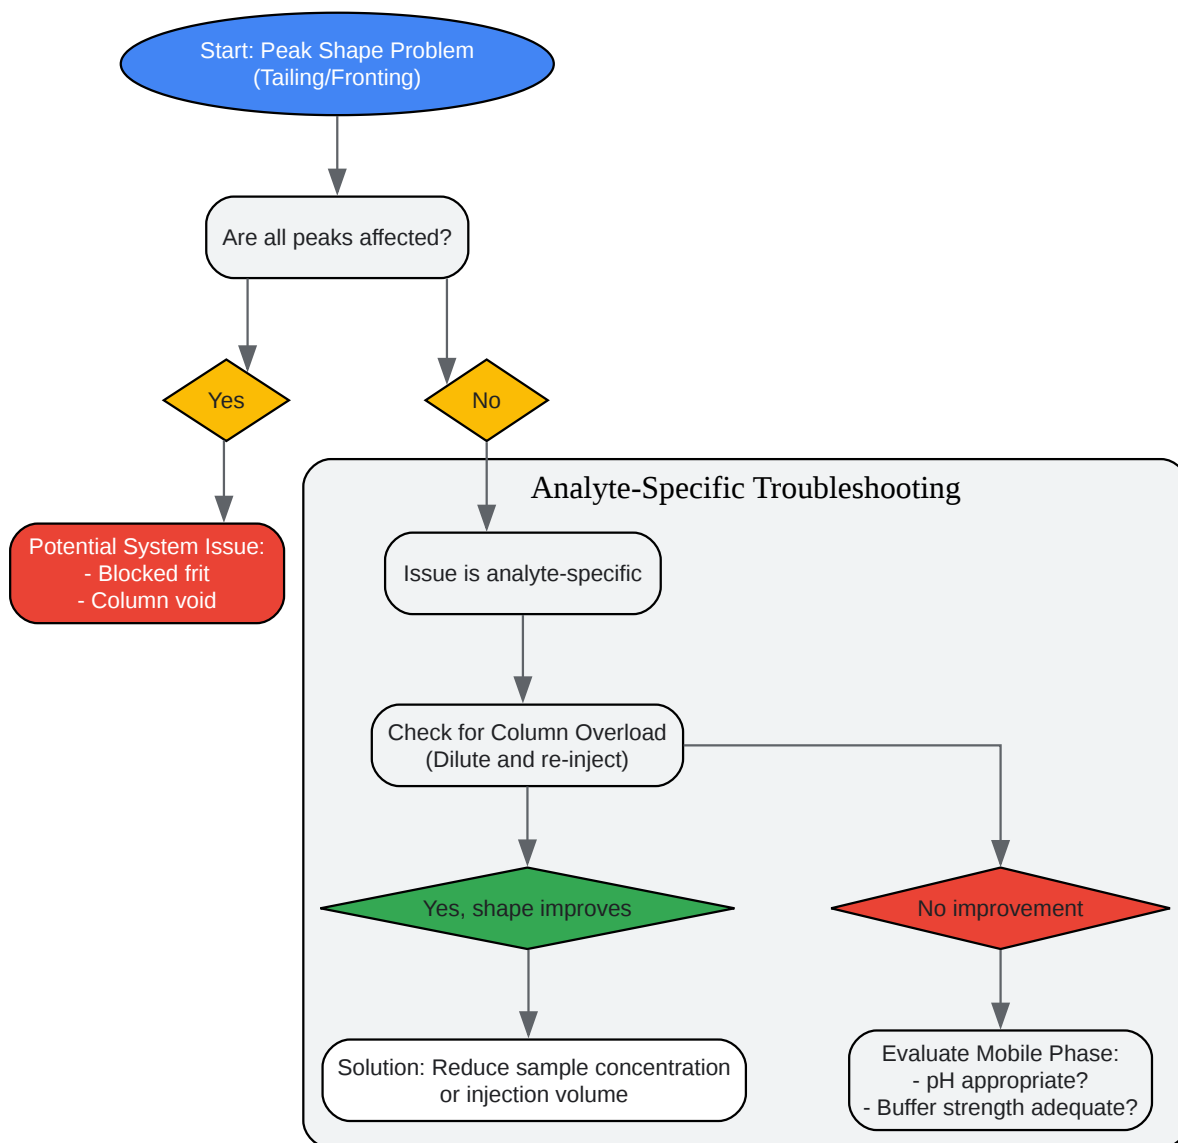 Start: Peak Shape Problem
(Tailing/Fronting)
Are all peaks affected?
Yes
No
Potential System Issue:
- Blocked frit
- Column void
Analyte-Specific Troubleshooting
Issue is analyte-specific
Check for Column Overload
(Dilute and re-inject)
Yes, shape improves
No improvement
Solution: Reduce sample concentration
or injection volume
Evaluate Mobile Phase:
- pH appropriate?
- Buffer strength adequate?